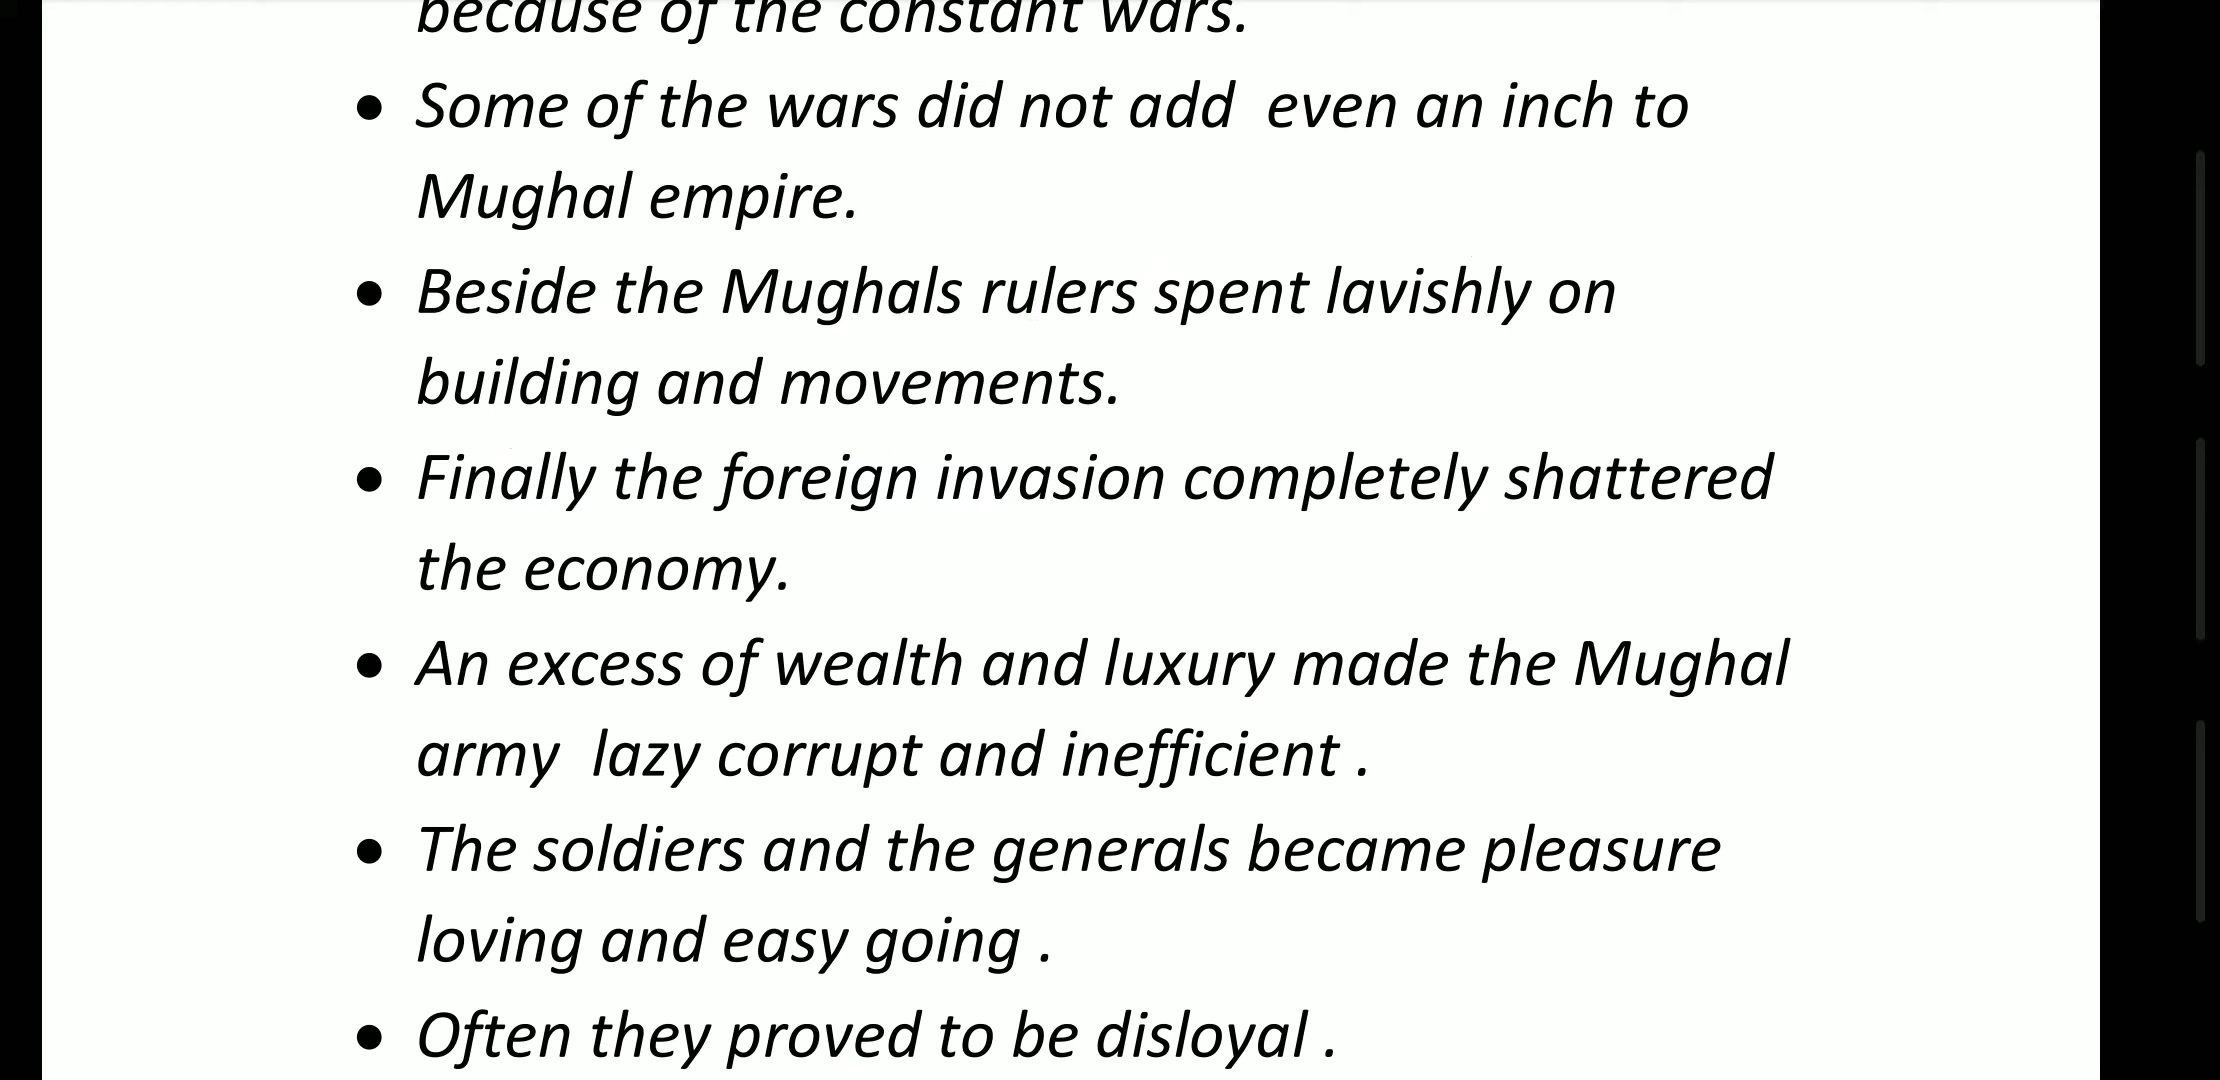 because of the constant wars.
• Some of the wars did not add  even an inch to
Mughal empire.
• Beside the Mughals rulers spent lavishly on
building and movements.
• Finally the foreign invasion completely shattered
the economy.
• An excess of wealth and luxury made the Mughal
army  lazy corrupt and inefficient .
• The soldiers and the generals became pleasure
loving and easy going .
• Often they proved to be disloyal .